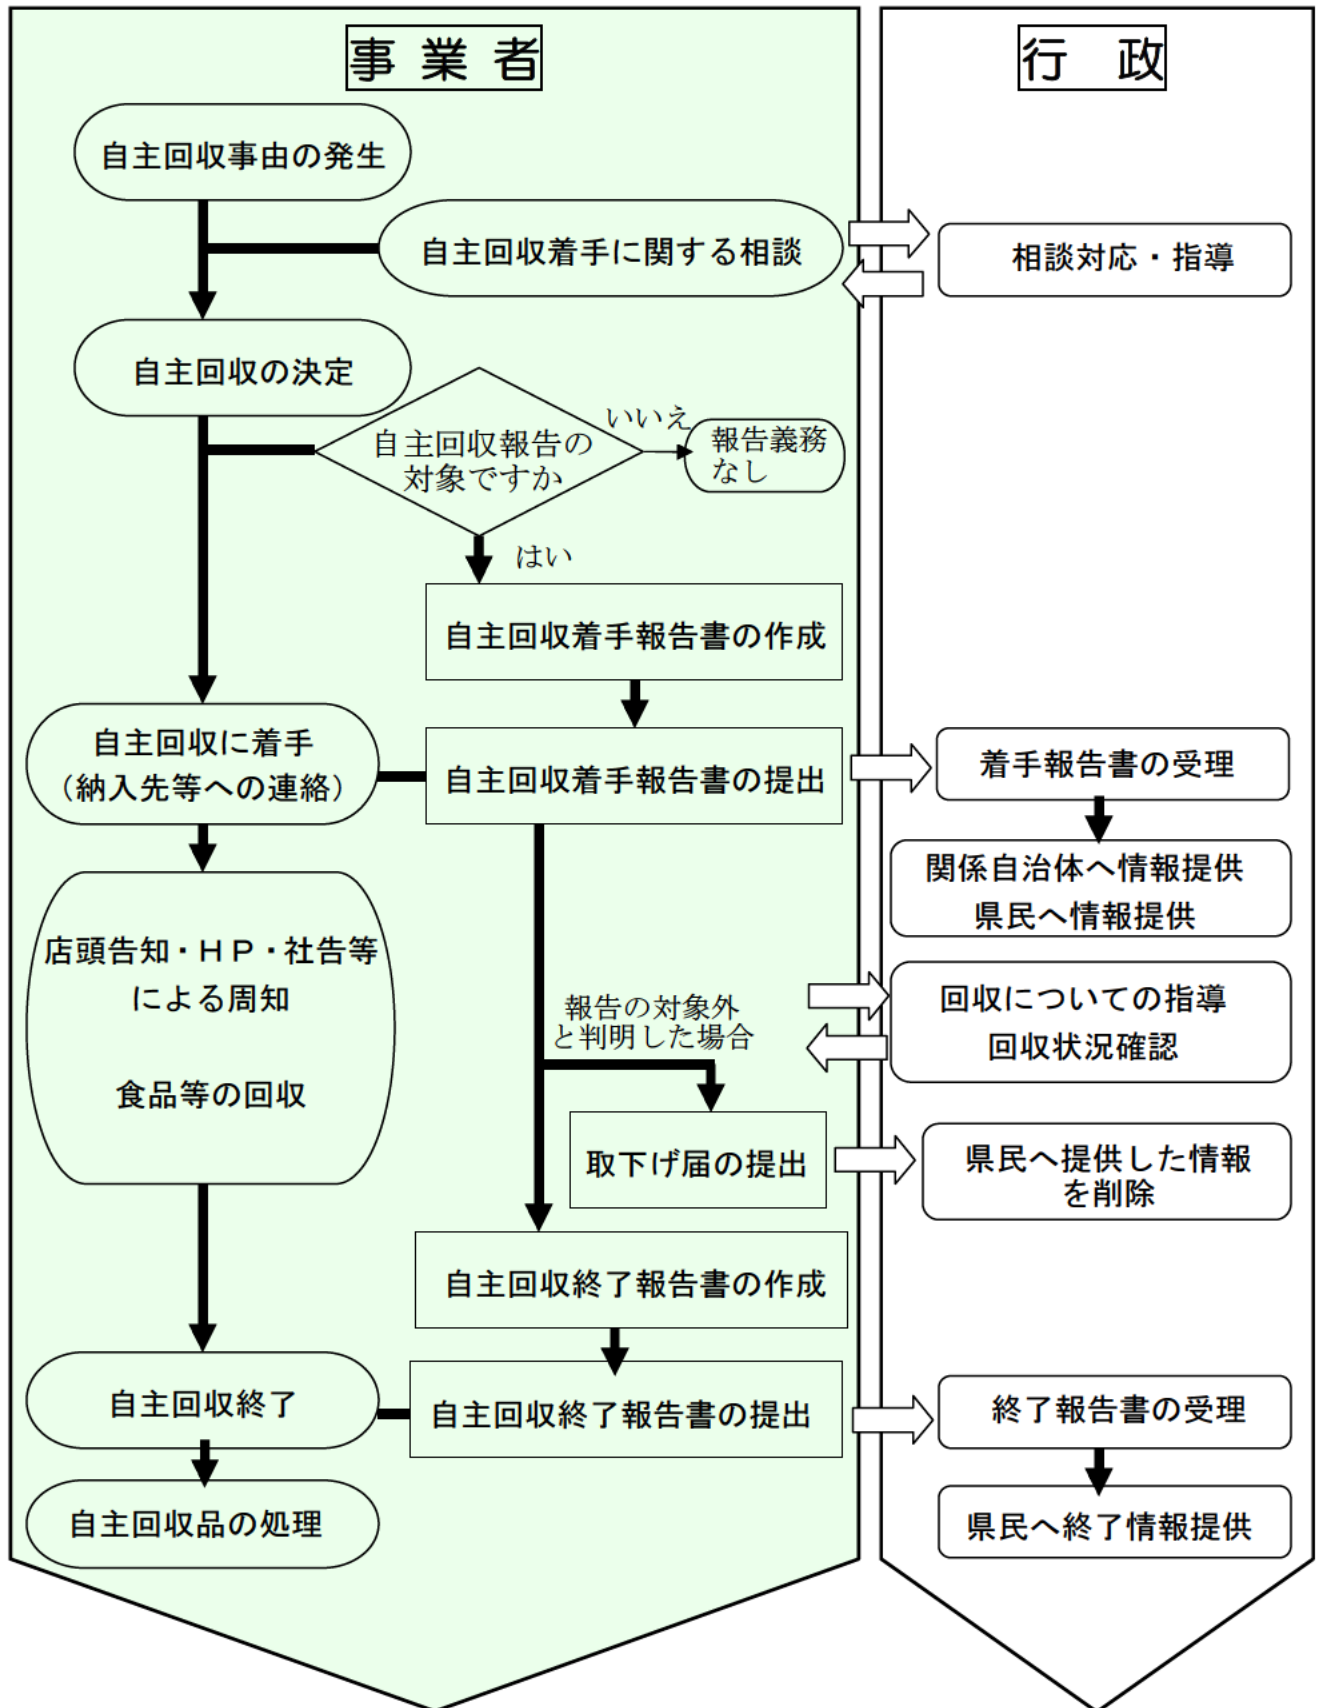 事業者
行　政
自主回収事由の発生
自主回収着手に関する相談
相談対応・指導
自主回収の決定
自主回収報告の
対象ですか
いいえ
報告義務
なし
はい
自主回収着手報告書の作成
自主回収に着手
（納入先等への連絡）
自主回収着手報告書の提出
着手報告書の受理
関係自治体へ情報提供
県民へ情報提供
店頭告知・ＨＰ・社告等
による周知
食品等の回収
報告の対象外
と判明した場合
回収についての指導
回収状況確認
取下げ届の提出
県民へ提供した情報
を削除
自主回収終了報告書の作成
自主回収終了
自主回収終了報告書の提出
終了報告書の受理
自主回収品の処理
県民へ終了情報提供